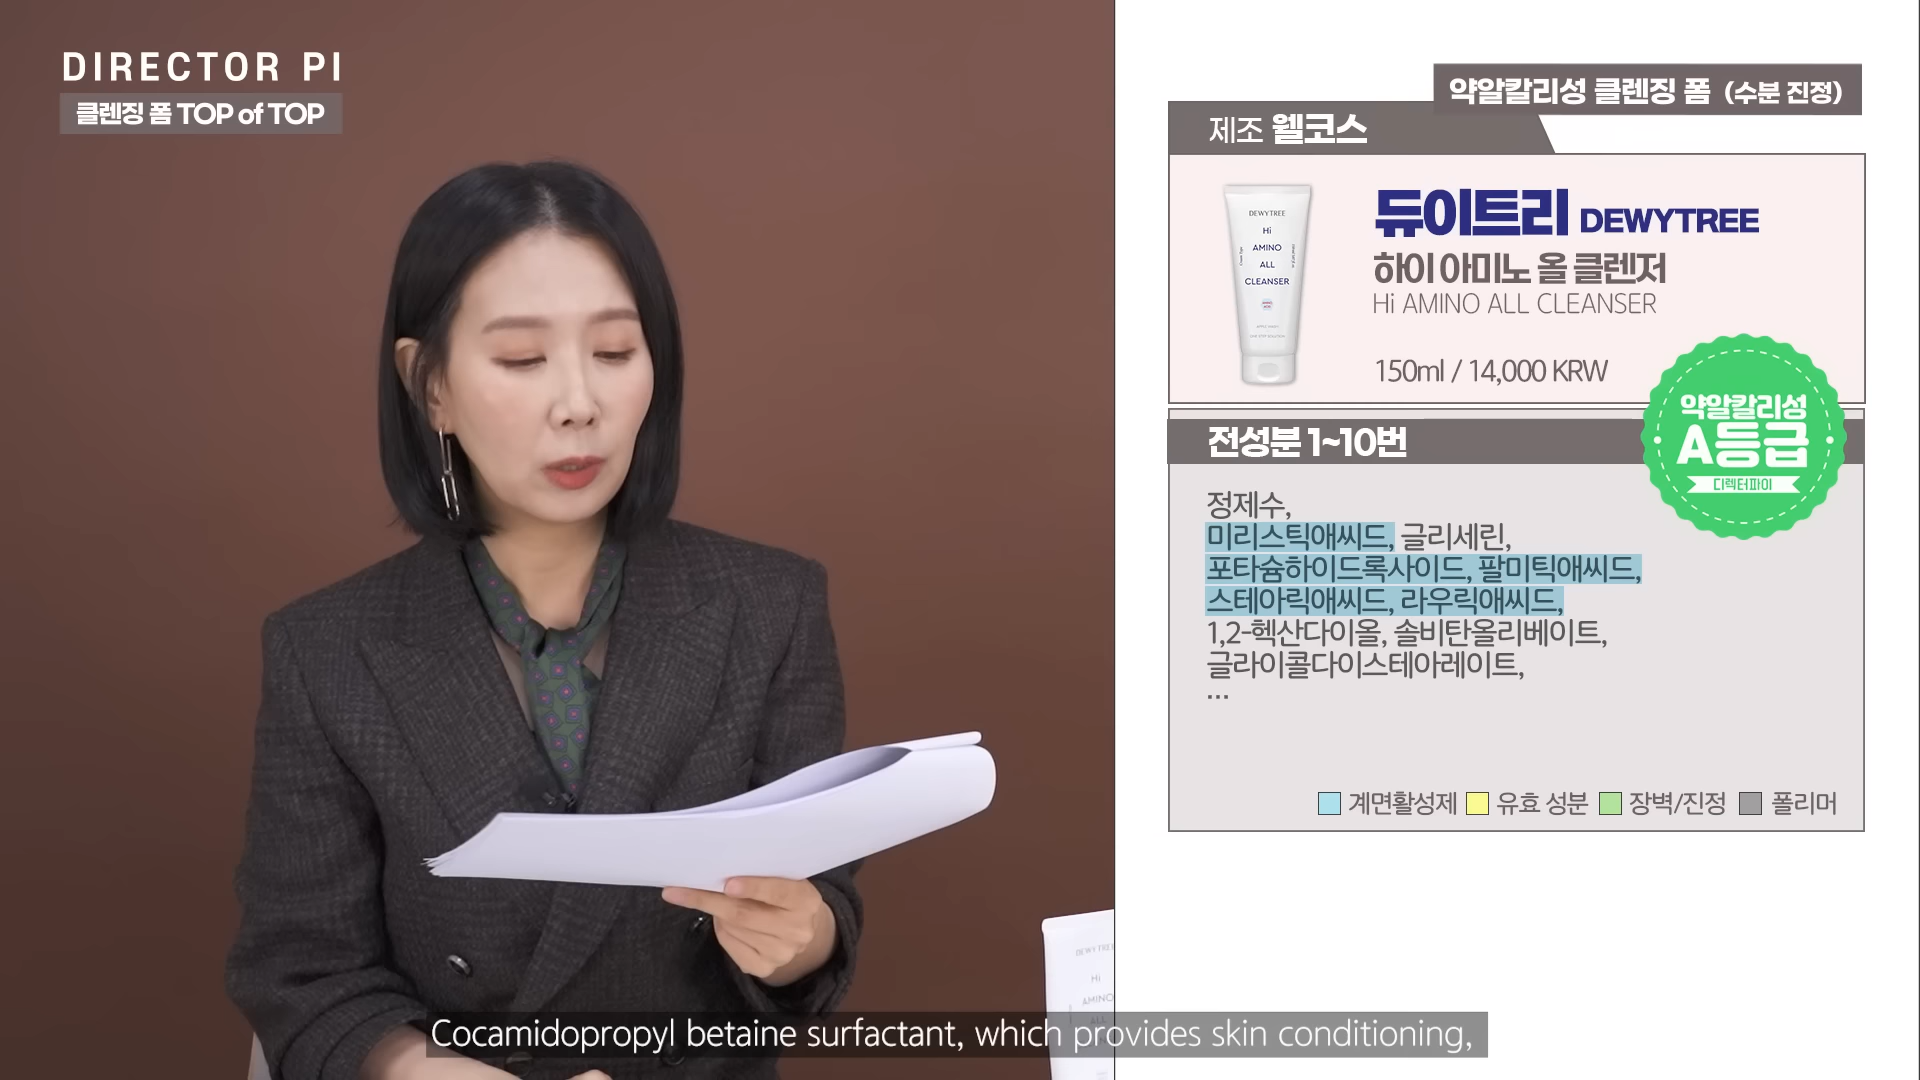 DIRECTOR PI
클렌징 폼 TOP of TOP
약알칼리성 클렌징 폼 (수분 진정)
제조 웰코스
DEWYTREE
Hi
AMINO
ALL
CLEANSER
듀이트리 DEWYTREE
하이 아미노 올 클렌저
Hi AMINO ALL CLEANSER
150ml / 14,000 KRW
약알칼리성
A등급
디렉터파이
전성분 1~10번
정제수,
미리스틱애씨드, 글리세린,
포타슘하이드록사이드, 팔미틱애씨드,
스테아릭애씨드, 라우릭애씨드,
1,2-헥산다이올, 솔비탄올리베이트,
글라이콜다이스테아레이트,
...
계면활성제 유효 성분 장벽/진정 폴리머
DEWYTREE
Hi
AMINO
ALL
Cocamidopropyl betaine surfactant, which provides skin conditioning,